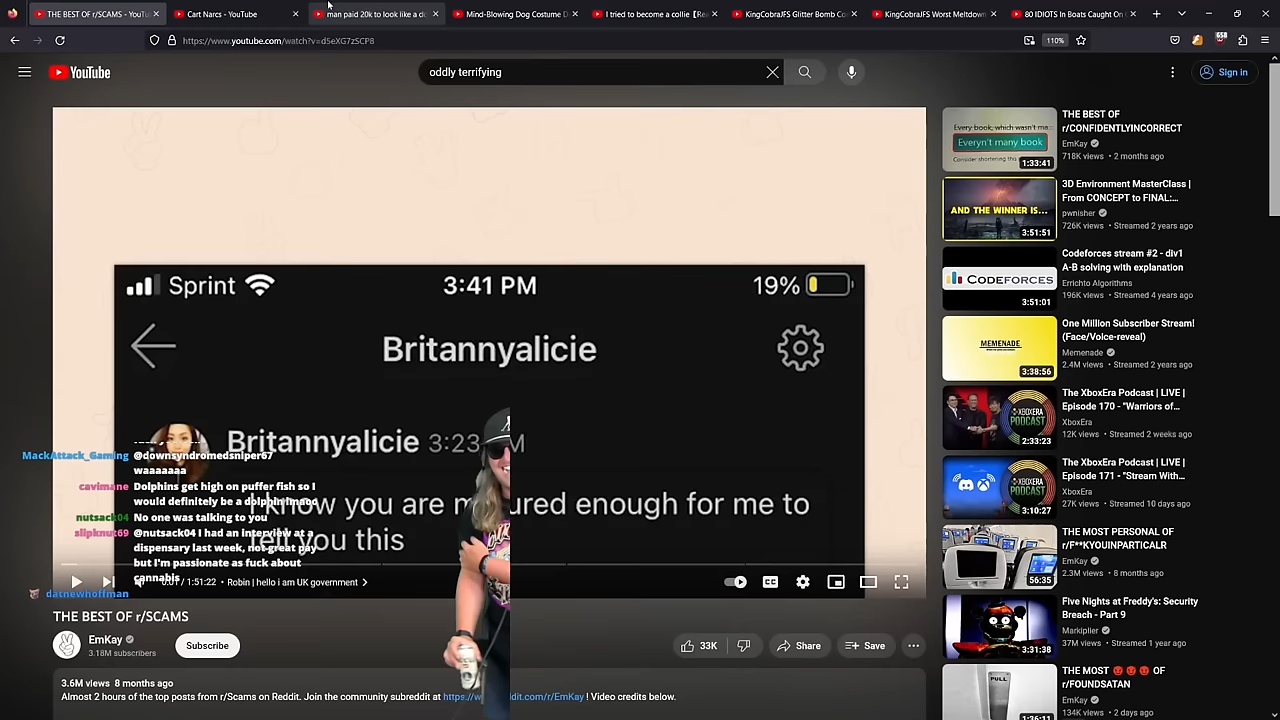 THE BEST OF r/SCAMS - YouTu
Cart Narcs - YouTube
man paid 20k to look like a do
Mind-Blowing Dog Costume D
I tried to become a collie【Re
KingCobraJFS Glitter Bomb Co
KingCobraJFS Worst Meltdown
80 IDIOTS In Boats Caught On
https://www.youtube.com/watch?v=d5eXG7zSCP8
110%
YouTube
oddly terrifying
Sign in
Sprint
3:41 PM
19%
Britannyalicie
Britannyalicie 3:23 M
I know you are m ured enough for me to
tell you this
MackAttack_Gaming @downsyndromedsniper67
waaaaaaa
cavimane Dolphins get high on puffer fish so I
would definitely be a dolphin
nutsack04 No one was talking to you
slipknut69 @nutsack04 I had an interview at a
dispensary last week, not great pay
but I'm passionate as fuck about
cannabis
datnewhoffman
/ 1:51:22 • Robin | hello i am UK government
THE BEST OF r/SCAMS
EmKay
3.18M subscribers
Subscribe
33K
Share
Save
3.6M views 8 months ago
Almost 2 hours of the top posts from r/Scams on Reddit. Join the community subreddit at https://w ddit.com/r/EmKay ! Video credits below.
Every book, which wasn't ma
Everyn't many book
Consider shortening this
1:33:41
THE BEST OF
r/CONFIDENTLYINCORRECT
EmKay
718K views • 2 months ago
AND THE WINNER IS...
3:51:51
3D Environment MasterClass |
From CONCEPT to FINAL:...
pwnisher
726K views • Streamed 2 years ago
CODEFORCES
3:51:01
Codeforces stream #2 - div1
A-B solving with explanation
Errichto Algorithms
196K views • Streamed 4 years ago
MEMENADE
3:38:56
One Million Subscriber Stream!
(Face/Voice-reveal)
Memenade
2.4M views • Streamed 2 years ago
XBOXERA
PODCAST
2:33:23
The XboxEra Podcast | LIVE |
Episode 170 - "Warriors of...
XboxEra
12K views • Streamed 2 weeks ago
XBOXERA
PODCAST
3:10:27
The XboxEra Podcast | LIVE |
Episode 171 - "Stream With...
XboxEra
27K views • Streamed 10 days ago
56:35
THE MOST PERSONAL OF
r/F**KYOUINPARTICALR
EmKay
2.3M views • 8 months ago
3:31:38
Five Nights at Freddy's: Security
Breach - Part 9
Markiplier
37M views • Streamed 1 year ago
PULL
1:36:11
THE MOST 😡😡😡 OF
r/FOUNDSATAN
EmKay
134K views • 2 days ago